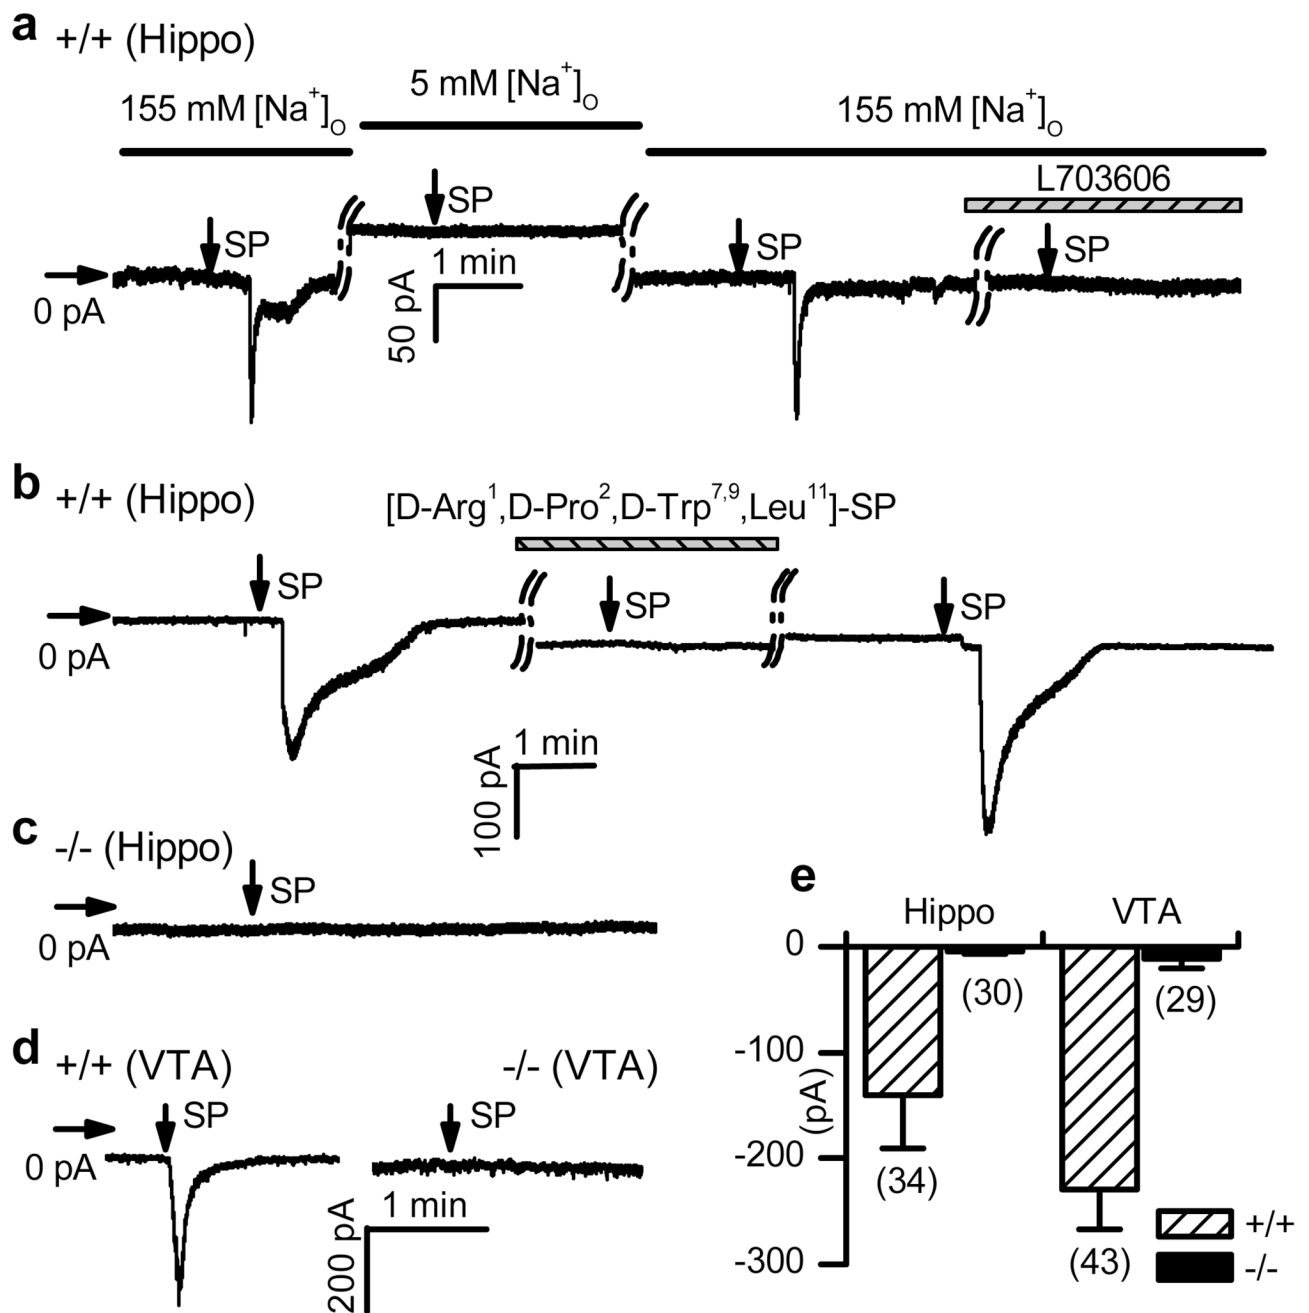 a +/+ (Hippo)
155 mM [Na⁺]O
5 mM [Na⁺]O
155 mM [Na⁺]O
L703606
SP
SP
SP
SP
0 pA
1 min
50 pA
b +/+ (Hippo)
[D-Arg¹,D-Pro²,D-Trp⁷,⁹,Leu¹¹]-SP
SP
SP
SP
0 pA
1 min
100 pA
c -/- (Hippo)
SP
0 pA
d +/+ (VTA)
-/- (VTA)
SP
SP
0 pA
1 min
200 pA
e
Hippo
VTA
0
-100
-200
-300
(pA)
(30)
(29)
(34)
(43)
+/+
-/-